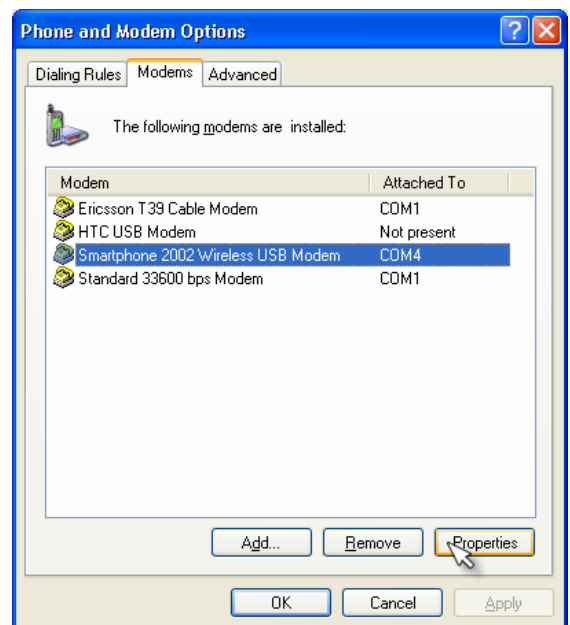 Phone and Modem Options
Dialing Rules Modems Advanced
The following modems are installed:
Modem Attached To
Ericsson T39 Cable Modem COM1
HTC USB Modem Not present
Smartphone 2002 Wireless USB Modem COM4
Standard 33600 bps Modem COM1
Add... Remove Properties
OK Cancel Apply